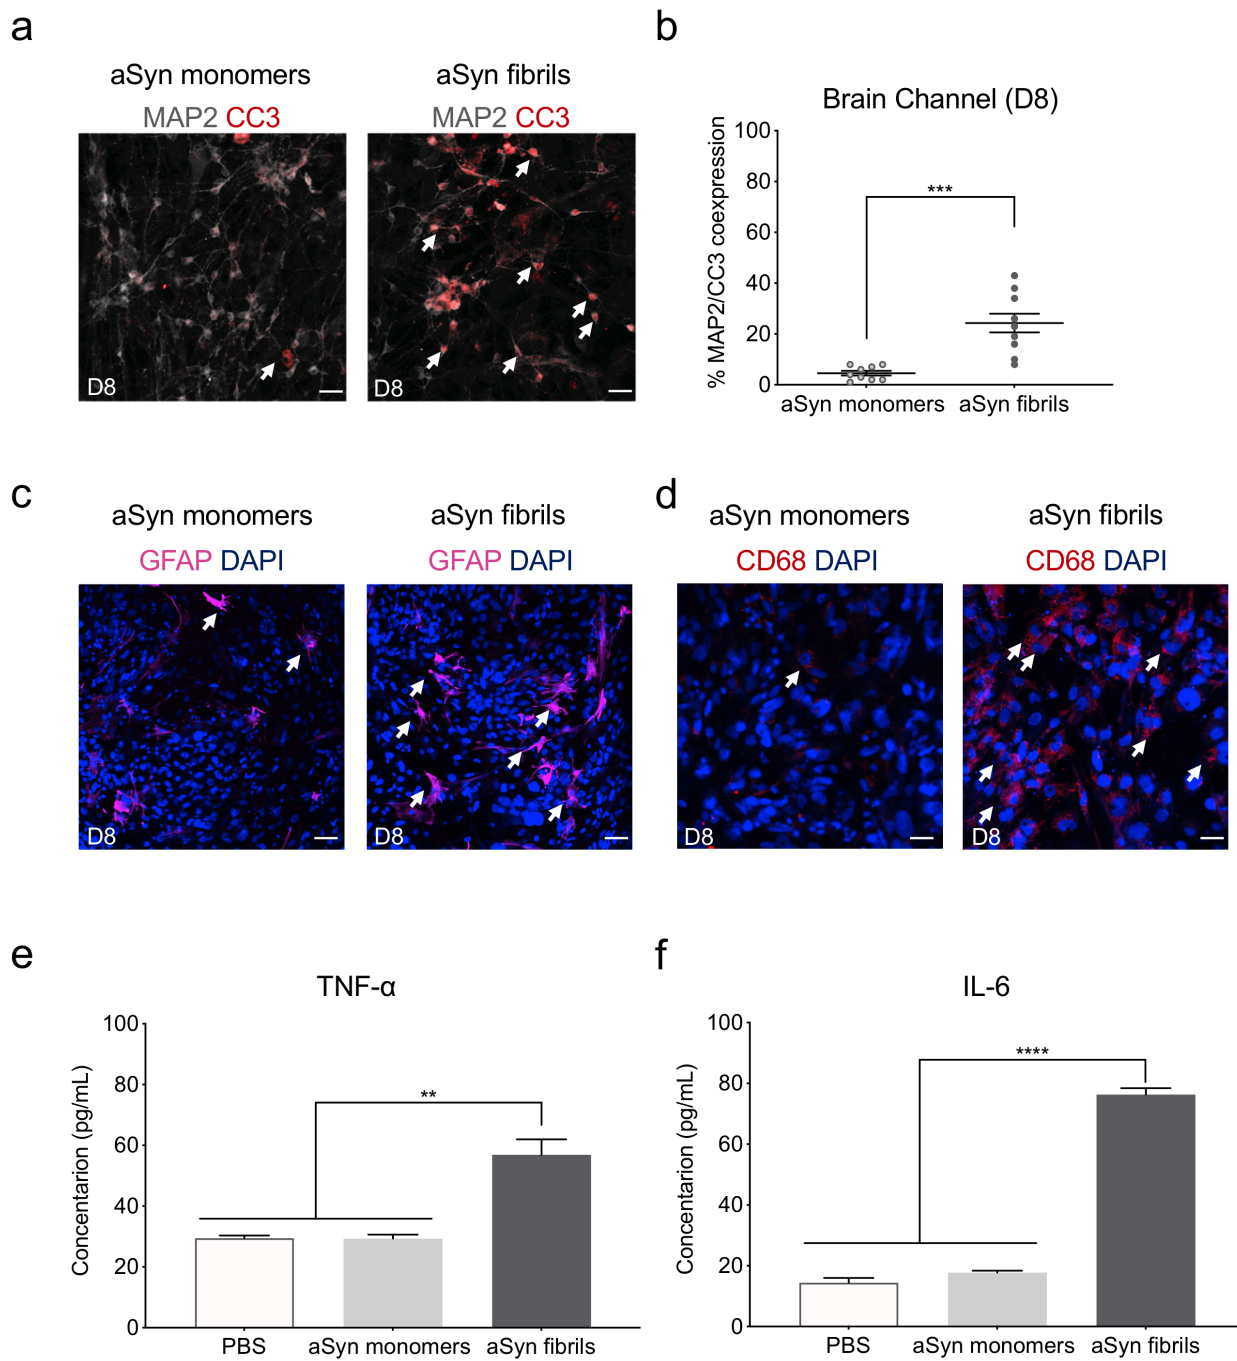 a
aSyn monomers
MAP2 CC3
D8
aSyn fibrils
MAP2 CC3
D8
b
Brain Channel (D8)
% MAP2/CC3 coexpression
100
80
60
40
20
0
***
aSyn monomers
aSyn fibrils
c
aSyn monomers
GFAP DAPI
D8
aSyn fibrils
GFAP DAPI
D8
d
aSyn monomers
CD68 DAPI
D8
aSyn fibrils
CD68 DAPI
D8
e
TNF-α
Concentarion (pg/mL)
100
80
60
40
20
0
**
PBS
aSyn monomers
aSyn fibrils
f
IL-6
Concentarion (pg/mL)
100
80
60
40
20
0
****
PBS
aSyn monomers
aSyn fibrils